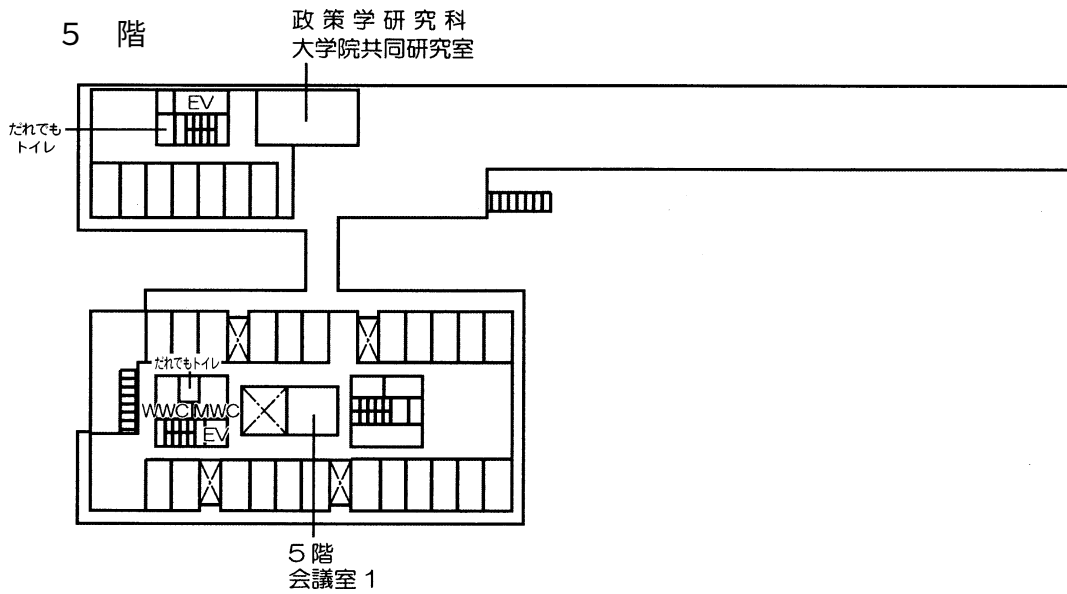 5 階
政策学研究科
大学院共同研究室
EV
だれでも
トイレ
だれでもトイレ
WWC MWC
EV
5階
会議室1